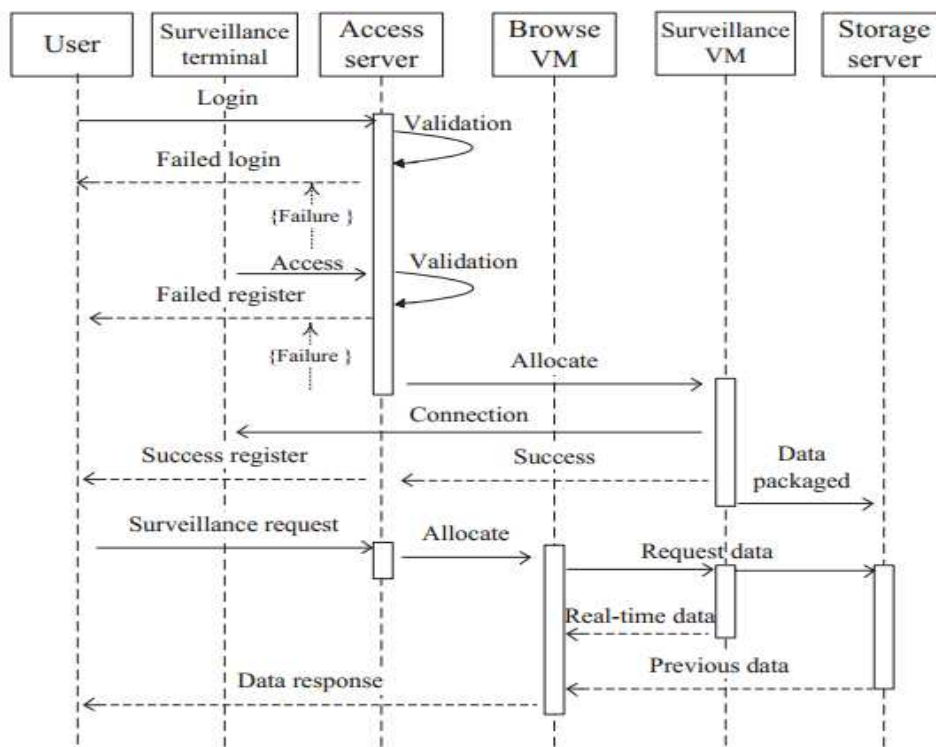 User
Surveillance
terminal
Access
server
Browse
VM
Surveillance
VM
Storage
server
Login
Validation
Failed login
{Failure }
Access
Validation
Failed register
{Failure }
Allocate
Connection
Success register
Success
Data
packaged
Surveillance request
Allocate
Request data
Real-time data
Previous data
Data response